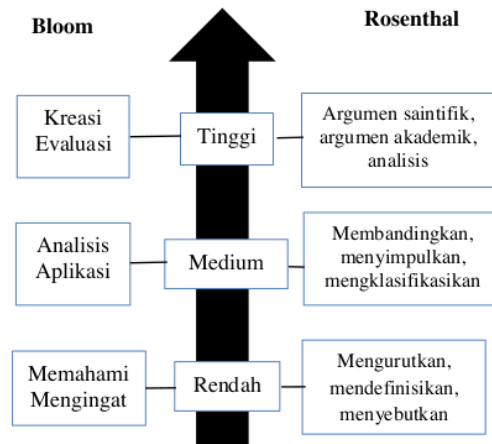 Bloom
Rosenthal
Kreasi
Evaluasi
Tinggi
Argumen saintifik,
argumen akademik,
analisis
Analisis
Aplikasi
Medium
Membandingkan,
menyimpulkan,
mengklasifikasikan
Memahami
Mengingat
Rendah
Mengurutkan,
mendefinisikan,
menyebutkan